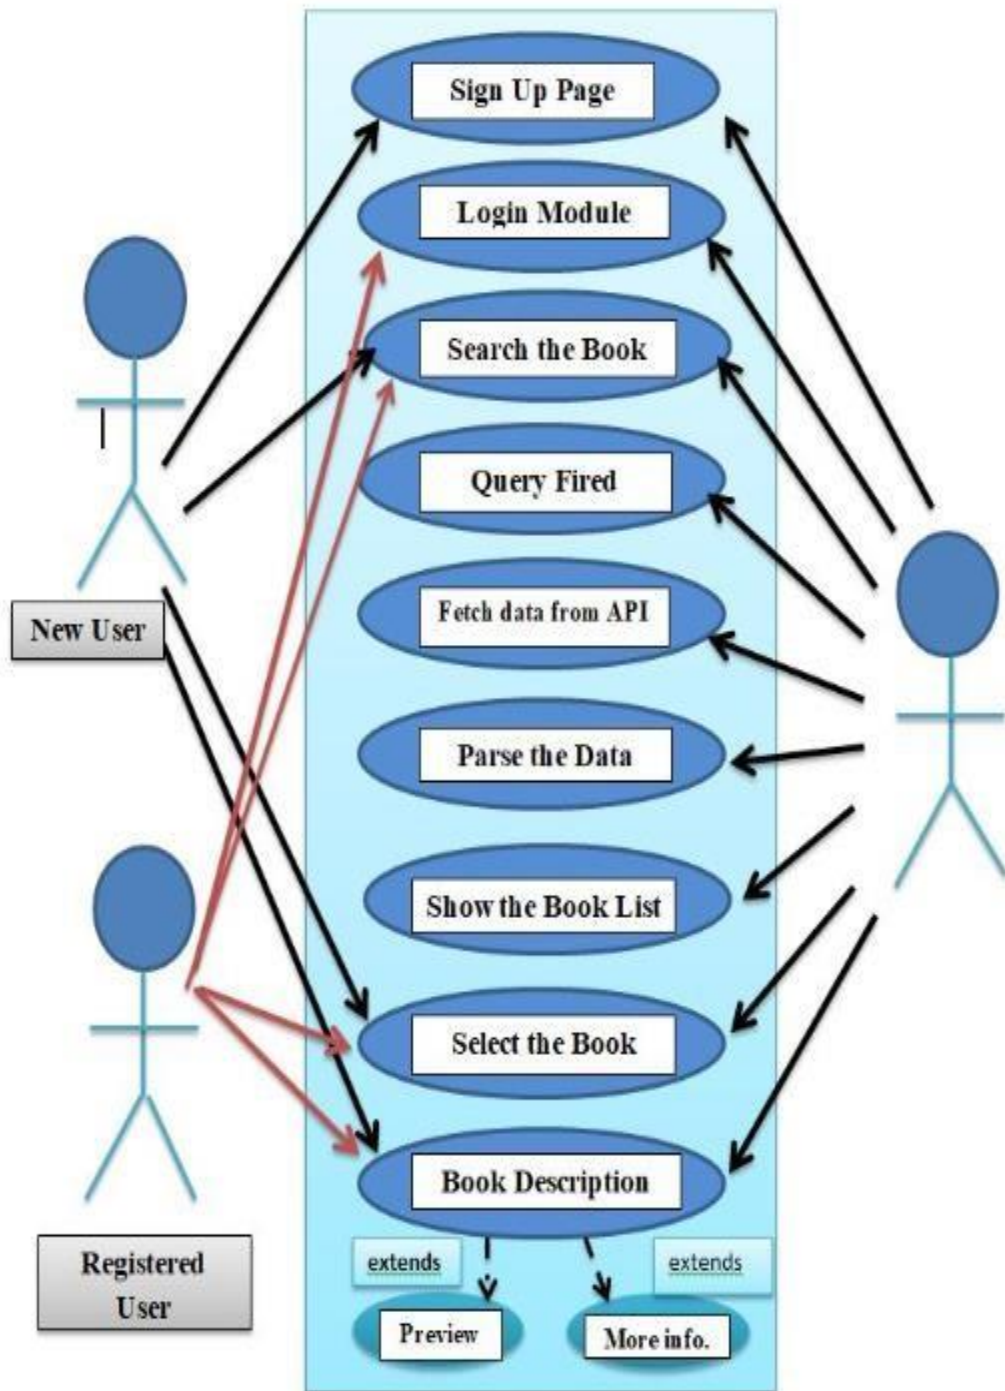 Sign Up Page
Login Module
Search the Book
Query Fired
New User
Fetch data from API
Parse the Data
Show the Book List
Select the Book
Book Description
Registered
User
extends
extends
Preview
More info.